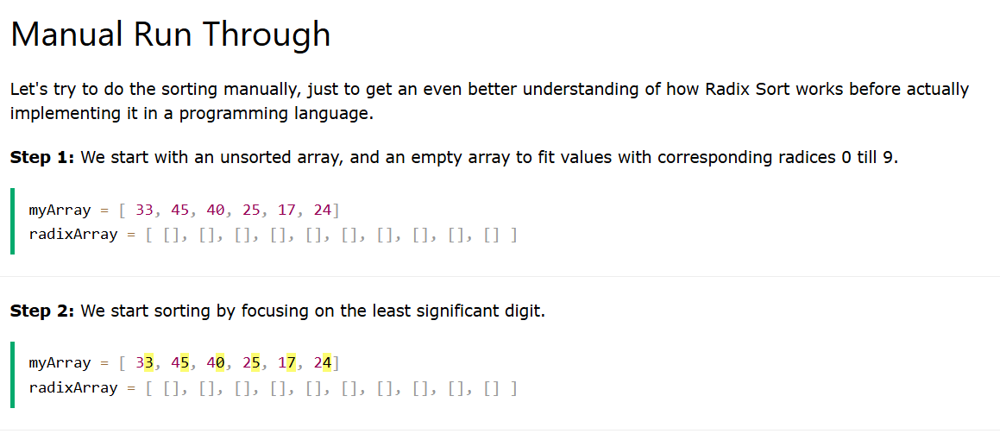 Manual Run Through
Let's try to do the sorting manually, just to get an even better understanding of how Radix Sort works before actually
implementing it in a programming language.
Step 1: We start with an unsorted array, and an empty array to fit values with corresponding radices 0 till 9.
myArray = [ 33, 45, 40, 25, 17, 24]
radixArray = [ [], [], [], [], [], [], [], [], [], [] ]
Step 2: We start sorting by focusing on the least significant digit.
myArray = [ 33, 45, 40, 25, 17, 24]
radixArray = [ [], [], [], [], [], [], [], [], [], [] ]